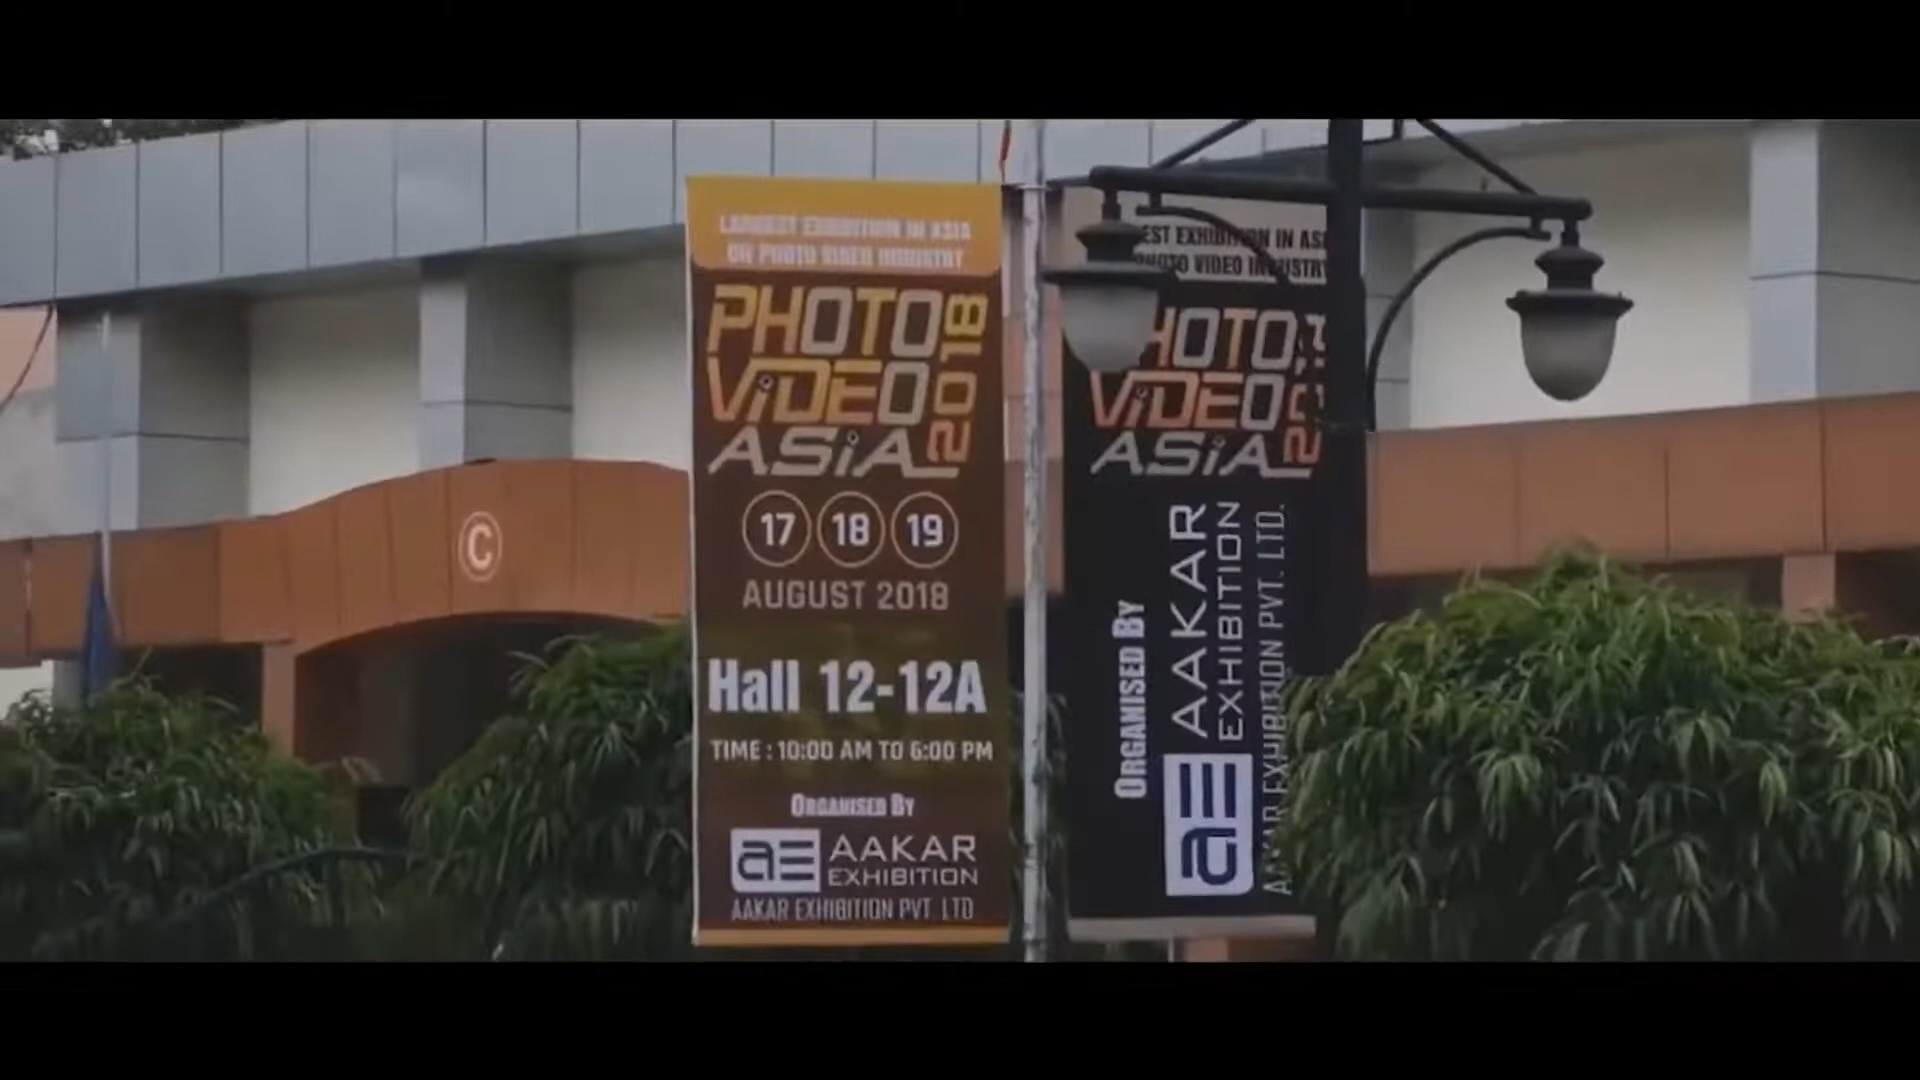 LARGEST EXHIBITION IN ASIA
ON PHOTO VIDEO INDUSTRY
PHOTO
VIDEO
ASIA
2018
17 18 19
AUGUST 2018
Hall 12-12A
TIME : 10:00 AM TO 6:00 PM
ORGANISED BY
aE AAKAR
EXHIBITION
AAKAR EXHIBITION PVT. LTD
C
EXHIBITION IN
PHOTO VIDEO INDUSTRY
HOTO
VIDEO
ASIA
ORGANISED BY
aE AAKAR
EXHIBITION
AAKAR EXHIBITION PVT. LTD.